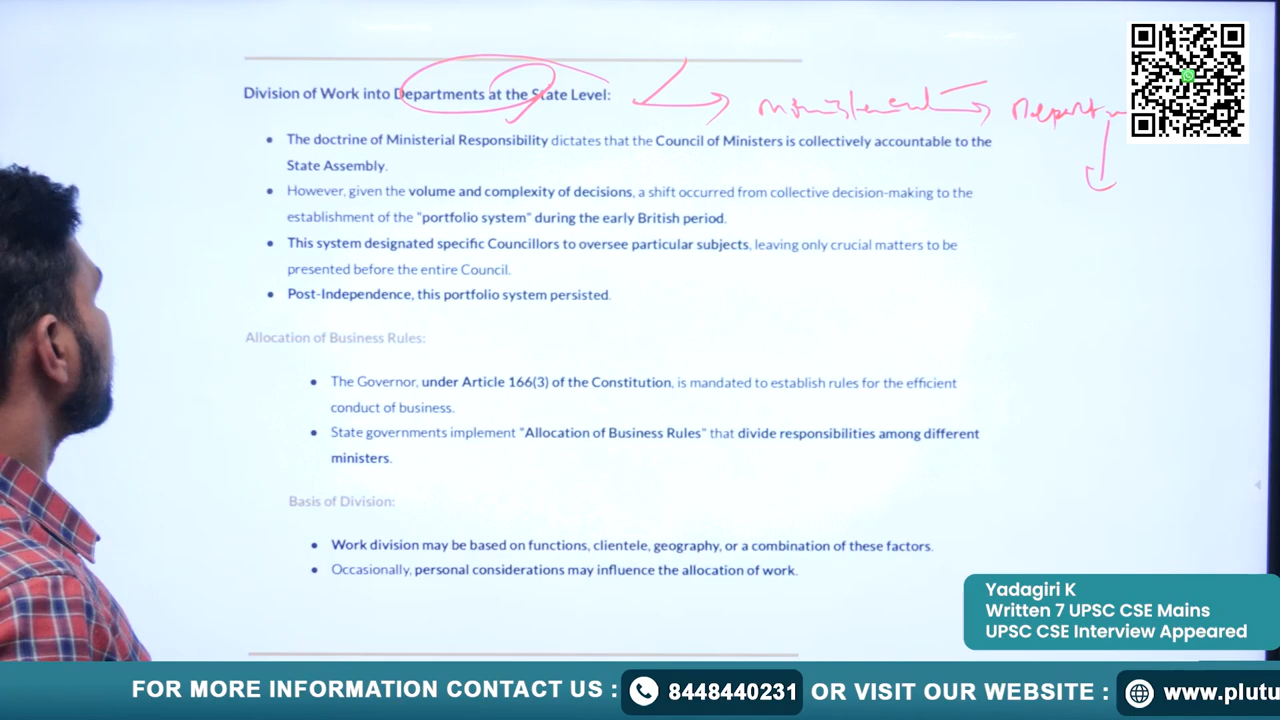 Division of Work into Departments at the State Level:
The doctrine of Ministerial Responsibility dictates that the Council of Ministers is collectively accountable to the
State Assembly.
However, given the volume and complexity of decisions, a shift occurred from collective decision-making to the
establishment of the "portfolio system" during the early British period.
This system designated specific Councillors to oversee particular subjects, leaving only crucial matters to be
presented before the entire Council.
Post-Independence, this portfolio system persisted.
Allocation of Business Rules:
The Governor, under Article 166(3) of the Constitution, is mandated to establish rules for the efficient
conduct of business.
State governments implement "Allocation of Business Rules" that divide responsibilities among different
ministers.
Basis of Division:
Work division may be based on functions, clientele, geography, or a combination of these factors.
Occasionally, personal considerations may influence the allocation of work.
Yadagiri K
Written 7 UPSC CSE Mains
UPSC CSE Interview Appeared
FOR MORE INFORMATION CONTACT US : 8448440231 OR VISIT OUR WEBSITE : www.plutu